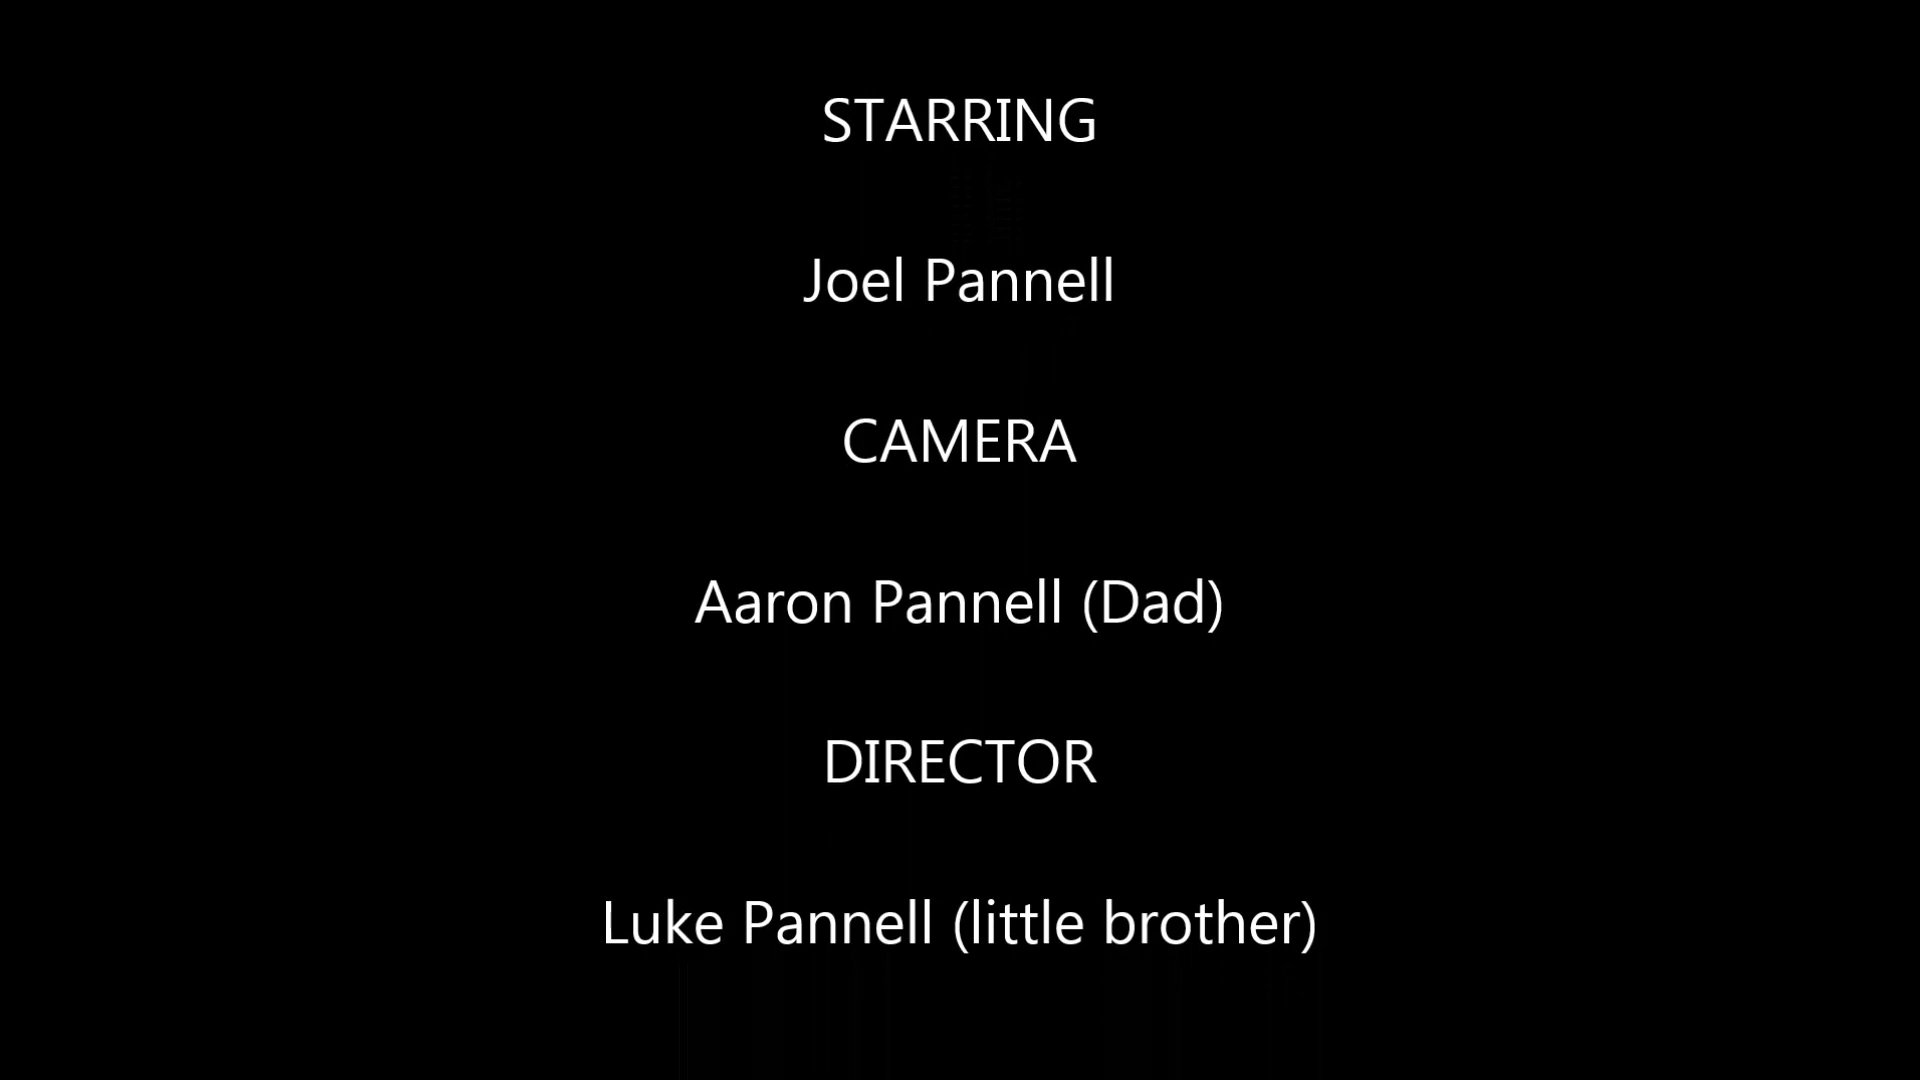 STARRING
Joel Pannell
CAMERA
Aaron Pannell (Dad)
DIRECTOR
Luke Pannell (little brother)